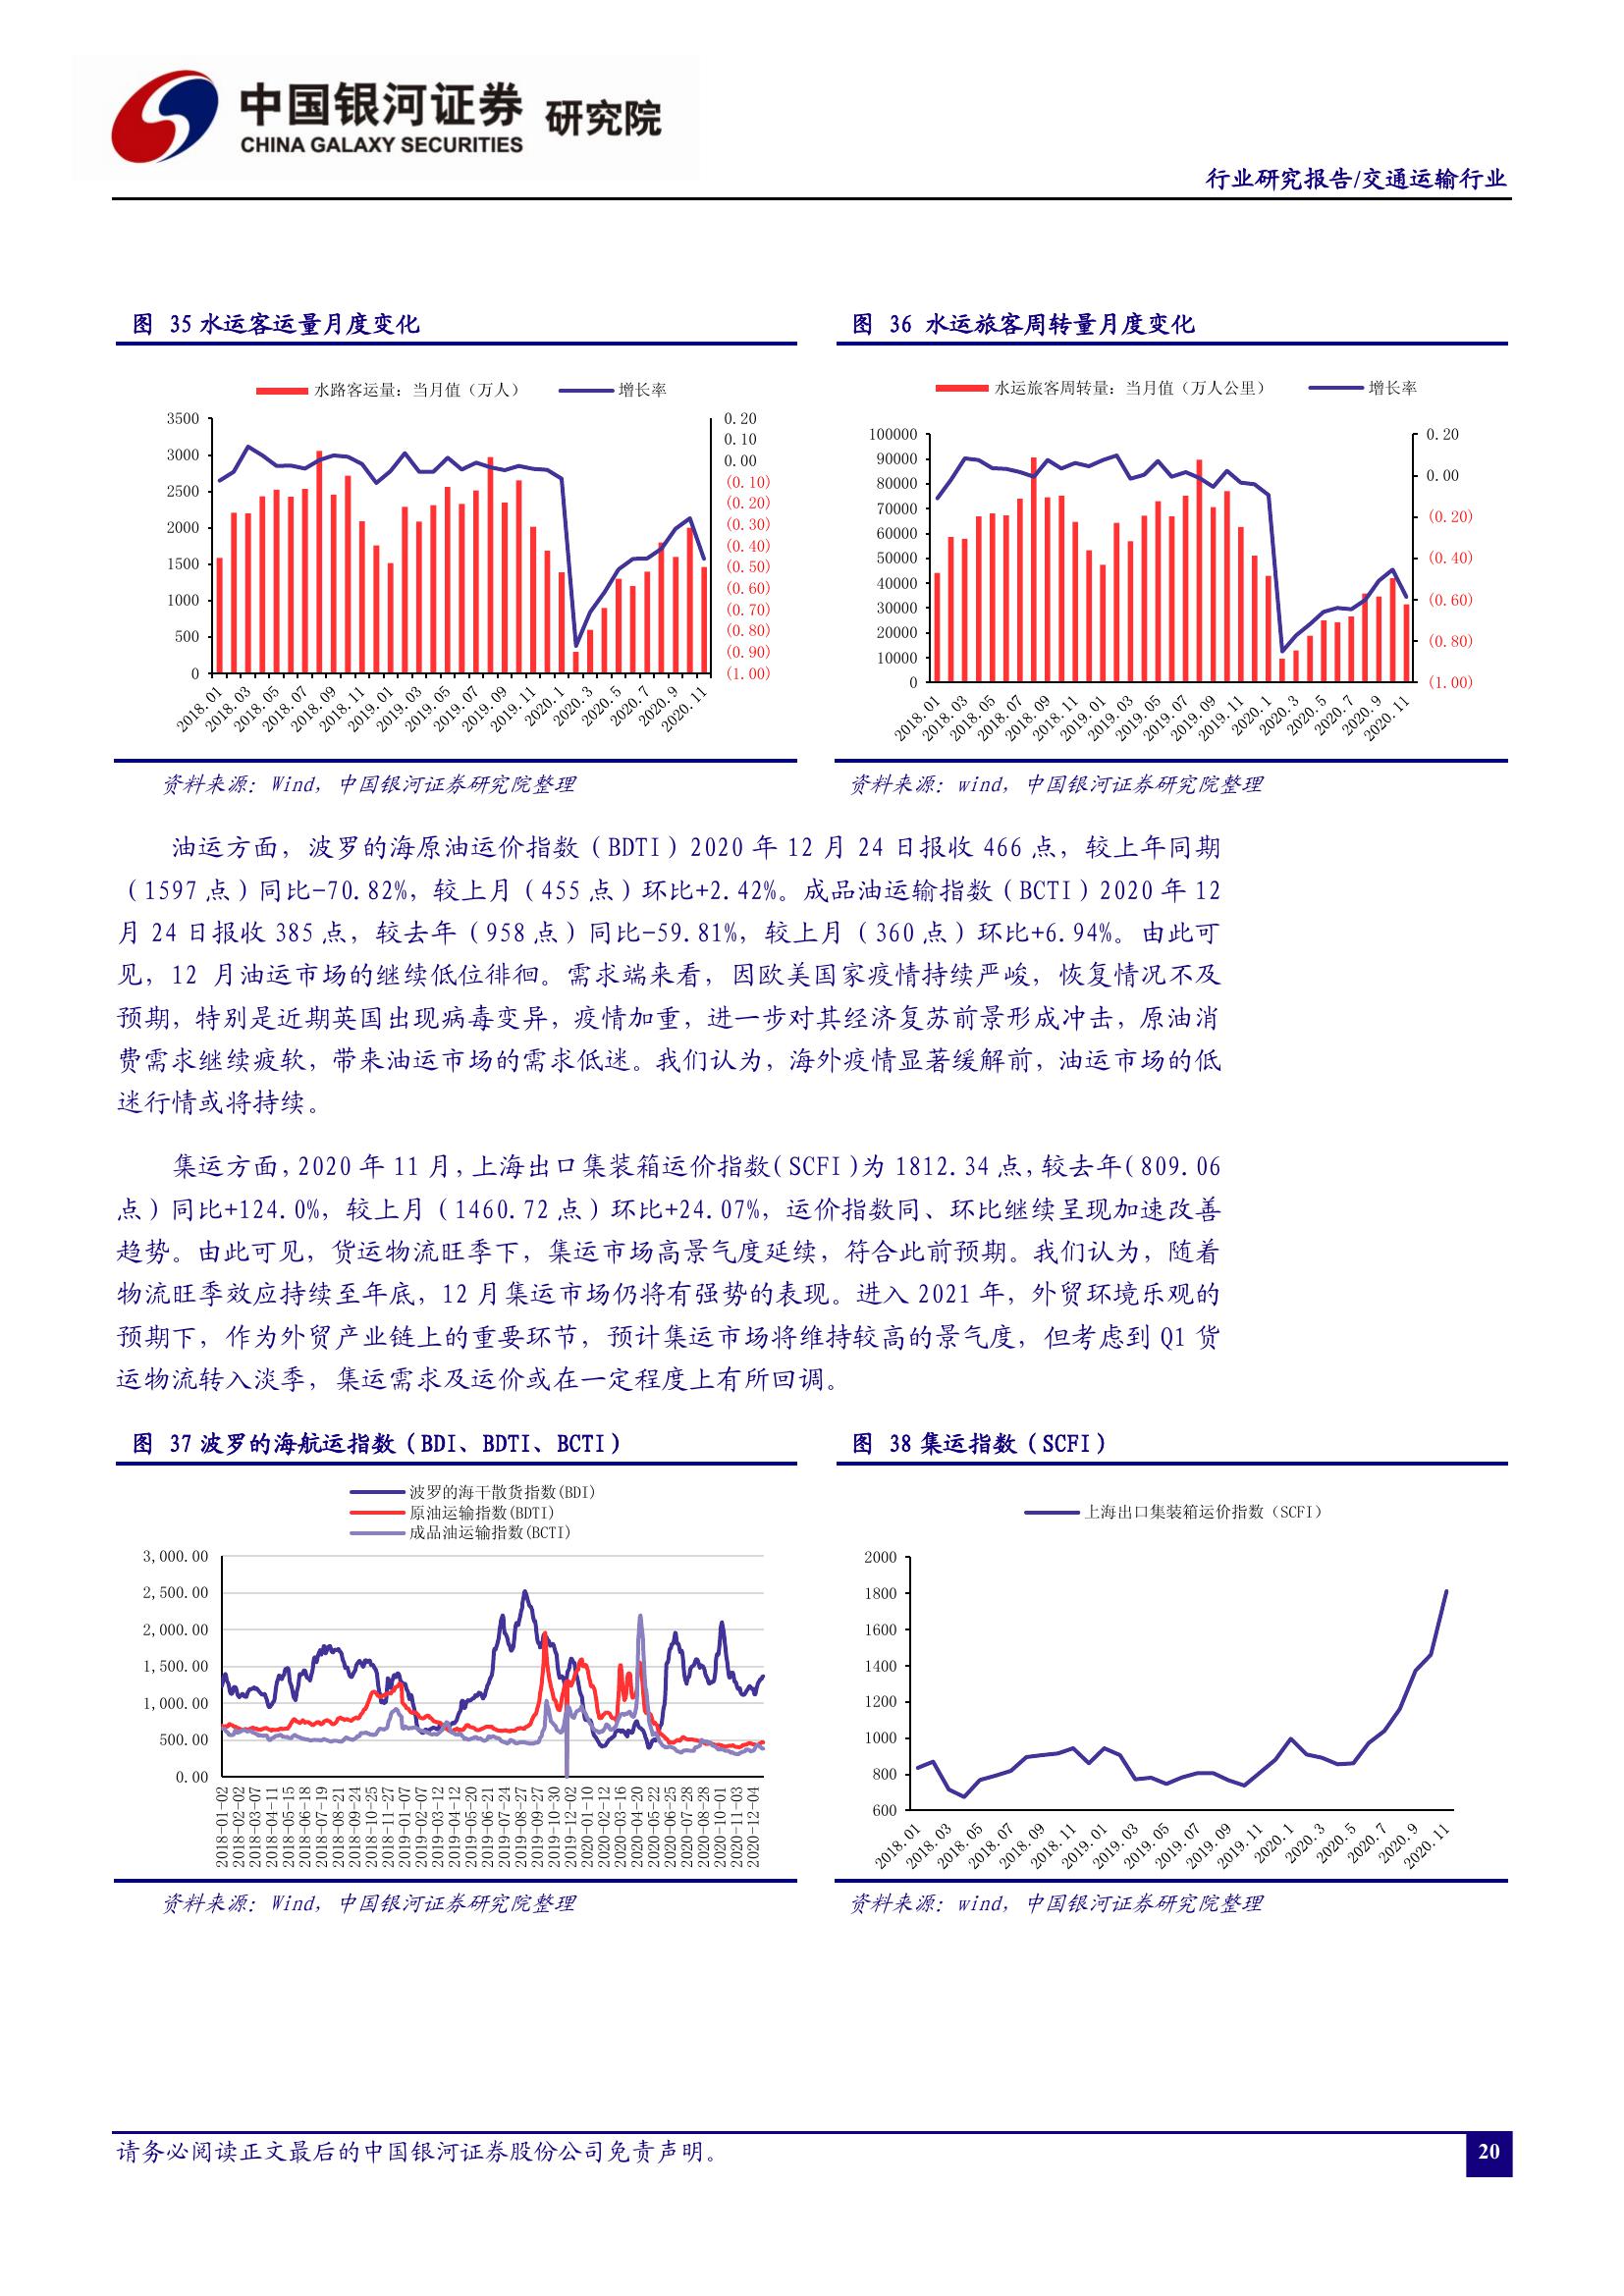 中国银河证券 研究院
CHINA GALAXY SECURITIES
行业研究报告/交通运输行业
图 35 水运客运量月度变化
水路客运量：当月值（万人） 增长率
3500
3000
2500
2000
1500
1000
500
0
0.20
0.10
0.00
(0.10)
(0.20)
(0.30)
(0.40)
(0.50)
(0.60)
(0.70)
(0.80)
(0.90)
(1.00)
2018.01 2018.03 2018.05 2018.07 2018.09 2018.11 2019.01 2019.03 2019.05 2019.07 2019.09 2019.11 2020.1 2020.3 2020.5 2020.7 2020.9 2020.11
资料来源：Wind，中国银河证券研究院整理
图 36 水运旅客周转量月度变化
水运旅客周转量：当月值（万人公里） 增长率
100000
90000
80000
70000
60000
50000
40000
30000
20000
10000
0
0.20
0.00
(0.20)
(0.40)
(0.60)
(0.80)
(1.00)
2018.01 2018.03 2018.05 2018.07 2018.09 2018.11 2019.01 2019.03 2019.05 2019.07 2019.09 2019.11 2020.1 2020.3 2020.5 2020.7 2020.9 2020.11
资料来源：wind，中国银河证券研究院整理
油运方面，波罗的海原油运价指数（BDTI）2020 年 12 月 24 日报收 466 点，较上年同期
（1597 点）同比-70.82%，较上月（455 点）环比+2.42%。成品油运输指数（BCTI）2020 年 12
月 24 日报收 385 点，较去年（958 点）同比-59.81%，较上月（360 点）环比+6.94%。由此可
见，12 月油运市场的继续低位徘徊。需求端来看，因欧美国家疫情持续严峻，恢复情况不及
预期，特别是近期英国出现病毒变异，疫情加重，进一步对其经济复苏前景形成冲击，原油消
费需求继续疲软，带来油运市场的需求低迷。我们认为，海外疫情显著缓解前，油运市场的低
迷行情或将持续。
集运方面，2020 年 11 月，上海出口集装箱运价指数（SCFI）为 1812.34 点，较去年（809.06
点）同比+124.0%，较上月（1460.72 点）环比+24.07%，运价指数同、环比继续呈现加速改善
趋势。由此可见，货运物流旺季下，集运市场高景气度延续，符合此前预期。我们认为，随着
物流旺季效应持续至年底，12 月集运市场仍将有强势的表现。进入 2021 年，外贸环境乐观的
预期下，作为外贸产业链上的重要环节，预计集运市场将维持较高的景气度，但考虑到 Q1 货
运物流转入淡季，集运需求及运价或在一定程度上有所回调。
图 37 波罗的海航运指数（BDI、BDTI、BCTI）
波罗的海干散货指数(BDI)
原油运输指数(BDTI)
成品油运输指数(BCTI)
3,000.00
2,500.00
2,000.00
1,500.00
1,000.00
500.00
0.00
2018-01-02 2018-02-02 2018-03-07 2018-04-11 2018-05-15 2018-06-18 2018-07-19 2018-08-21 2018-09-24 2018-10-25 2018-11-27 2019-01-07 2019-02-07 2019-03-12 2019-04-12 2019-05-20 2019-06-21 2019-07-24 2019-08-27 2019-09-27 2019-10-30 2019-12-02 2020-01-10 2020-02-12 2020-03-16 2020-04-20 2020-05-22 2020-06-25 2020-07-28 2020-08-28 2020-10-01 2020-11-03 2020-12-04
资料来源：Wind，中国银河证券研究院整理
图 38 集运指数（SCFI）
上海出口集装箱运价指数（SCFI）
2000
1800
1600
1400
1200
1000
800
600
2018.01 2018.03 2018.05 2018.07 2018.09 2018.11 2019.01 2019.03 2019.05 2019.07 2019.09 2019.11 2020.1 2020.3 2020.5 2020.7 2020.9 2020.11
资料来源：wind，中国银河证券研究院整理
请务必阅读正文最后的中国银河证券股份公司免责声明。
20